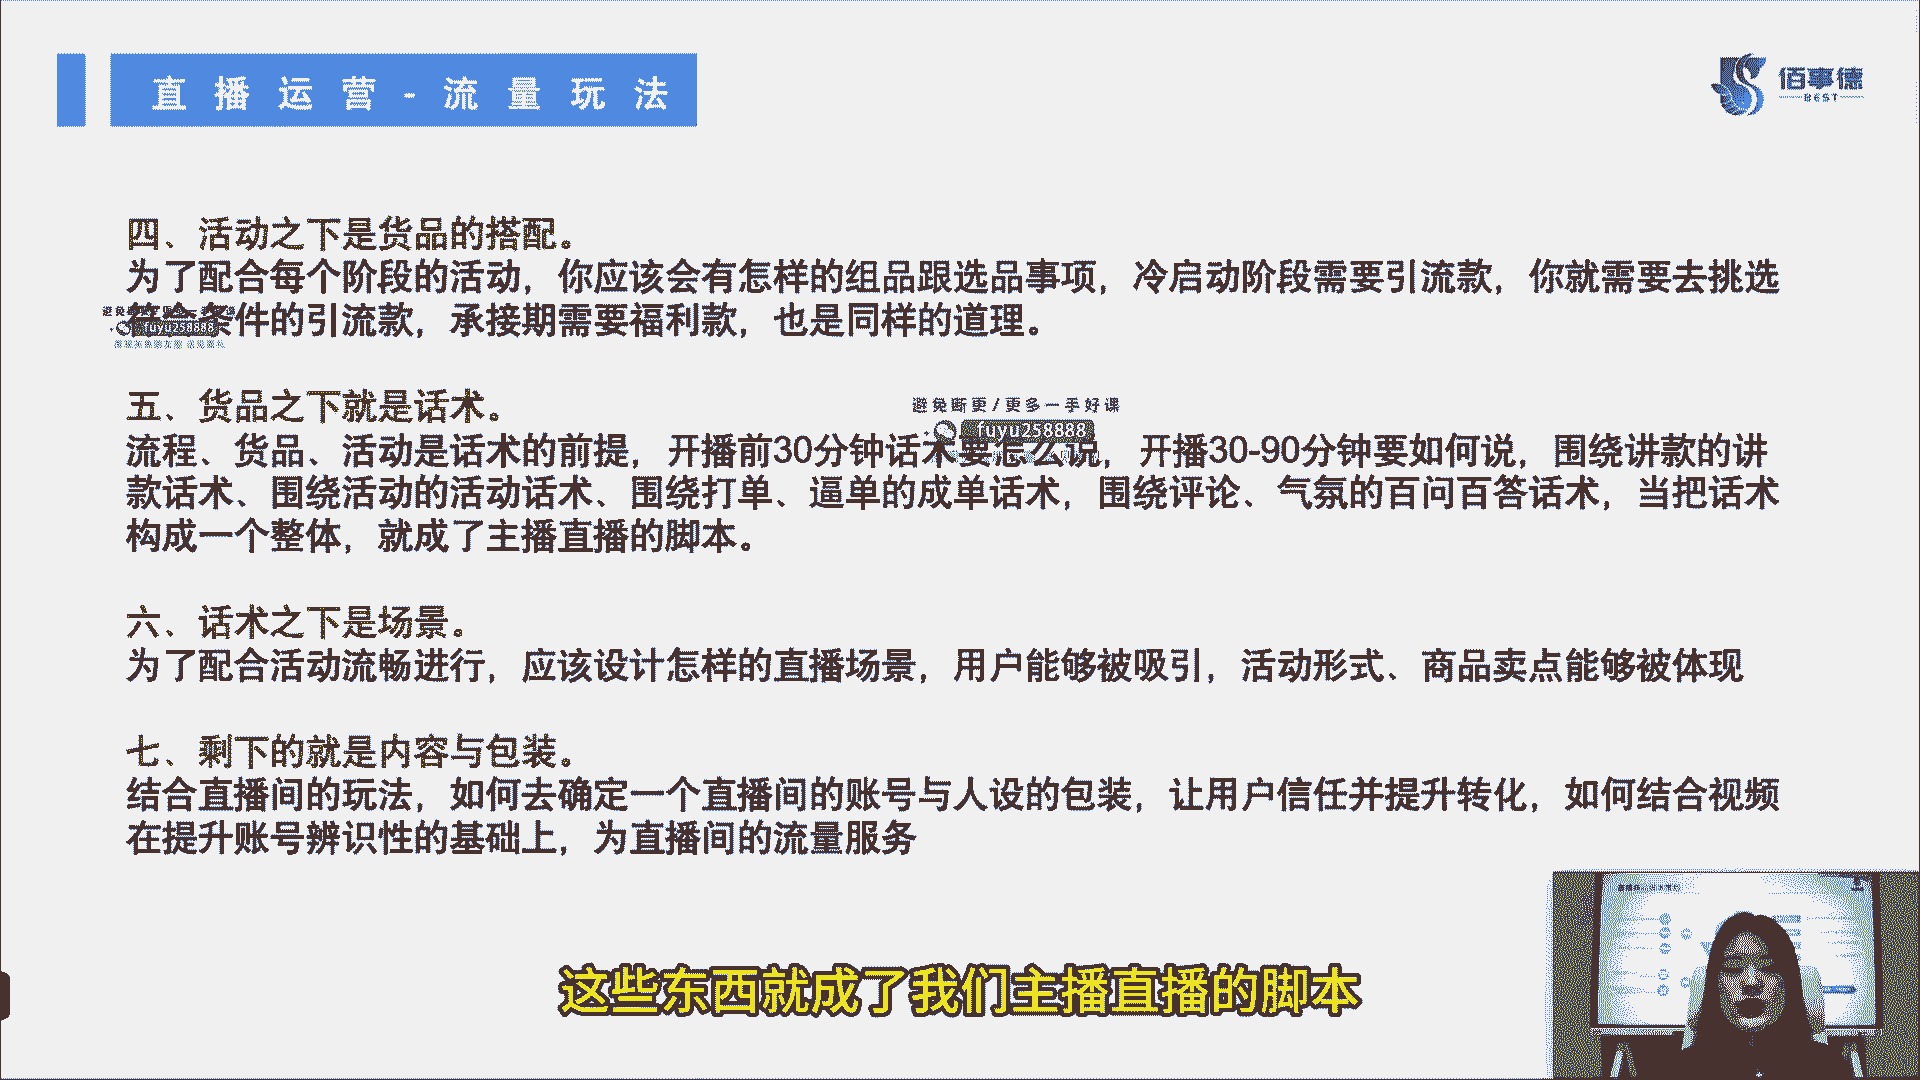 直播运营-流量玩法
佰事德
BEST
四、活动之下是货品的搭配。
为了配合每个阶段的活动，你应该会有怎样的组品跟选品事项，冷启动阶段需要引流款，你就需要去挑选
条件的引流款，承接期需要福利款，也是同样的道理。
fuyu258888
五、货品之下就是话术。
避免断更/更多一手好课
fuyu258888
流程、货品、活动是话术的前提，开播前30分钟话术要怎么说，开播30-90分钟要如何说，围绕讲款的讲
款话术、围绕活动的活动话术、围绕打单、逼单的成单话术，围绕评论、气氛的百问百答话术，当把话术
构成一个整体，就成了主播直播的脚本。
六、话术之下是场景。
为了配合活动流畅进行，应该设计怎样的直播场景，用户能够被吸引，活动形式、商品卖点能够被体现
七、剩下的就是内容与包装。
结合直播间的玩法，如何去确定一个直播间的账号与人设的包装，让用户信任并提升转化，如何结合视频
在提升账号辨识性的基础上，为直播间的流量服务
这些东西就成了我们主播直播的脚本